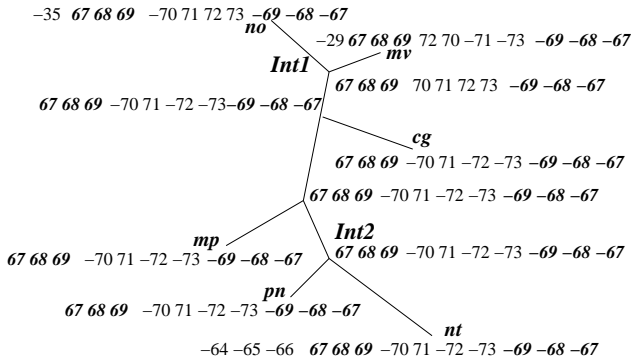 −35 67 68 69 −70 71 72 73 −69 −68 −67
no
−29 67 68 69 72 70 −71 −73 −69 −68 −67
mv
Int1
67 68 69 70 71 72 73 −69 −68 −67
67 68 69 −70 71 −72 −73−69 −68 −67
cg
67 68 69 −70 71 −72 −73 −69 −68 −67
67 68 69 −70 71 −72 −73 −69 −68 −67
Int2
mp
67 68 69 −70 71 −72 −73 −69 −68 −67
67 68 69 −70 71 −72 −73 −69 −68 −67
pn
67 68 69 −70 71 −72 −73 −69 −68 −67
nt
−64 −65 −66 67 68 69 −70 71 −72 −73 −69 −68 −67